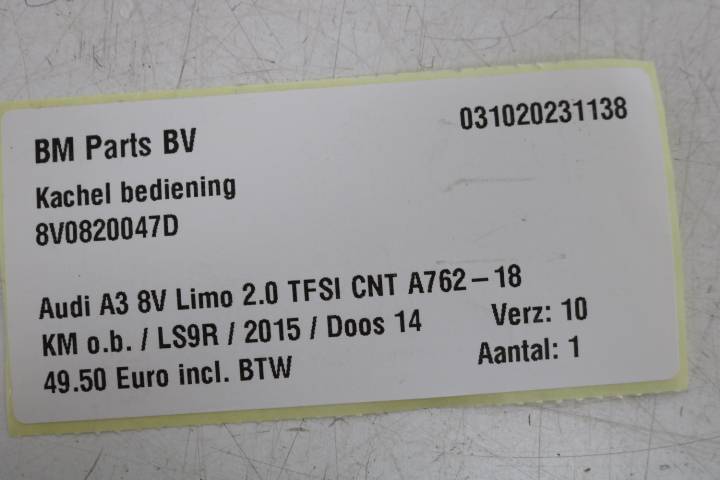 BM Parts BV
031020231138
Kachel bediening
8V0820047D
Audi A3 8V Limo 2.0 TFSI CNT A762-18
KM o.b. / LS9R / 2015 / Doos 14
Verz: 10
49.50 Euro incl. BTW
Aantal: 1